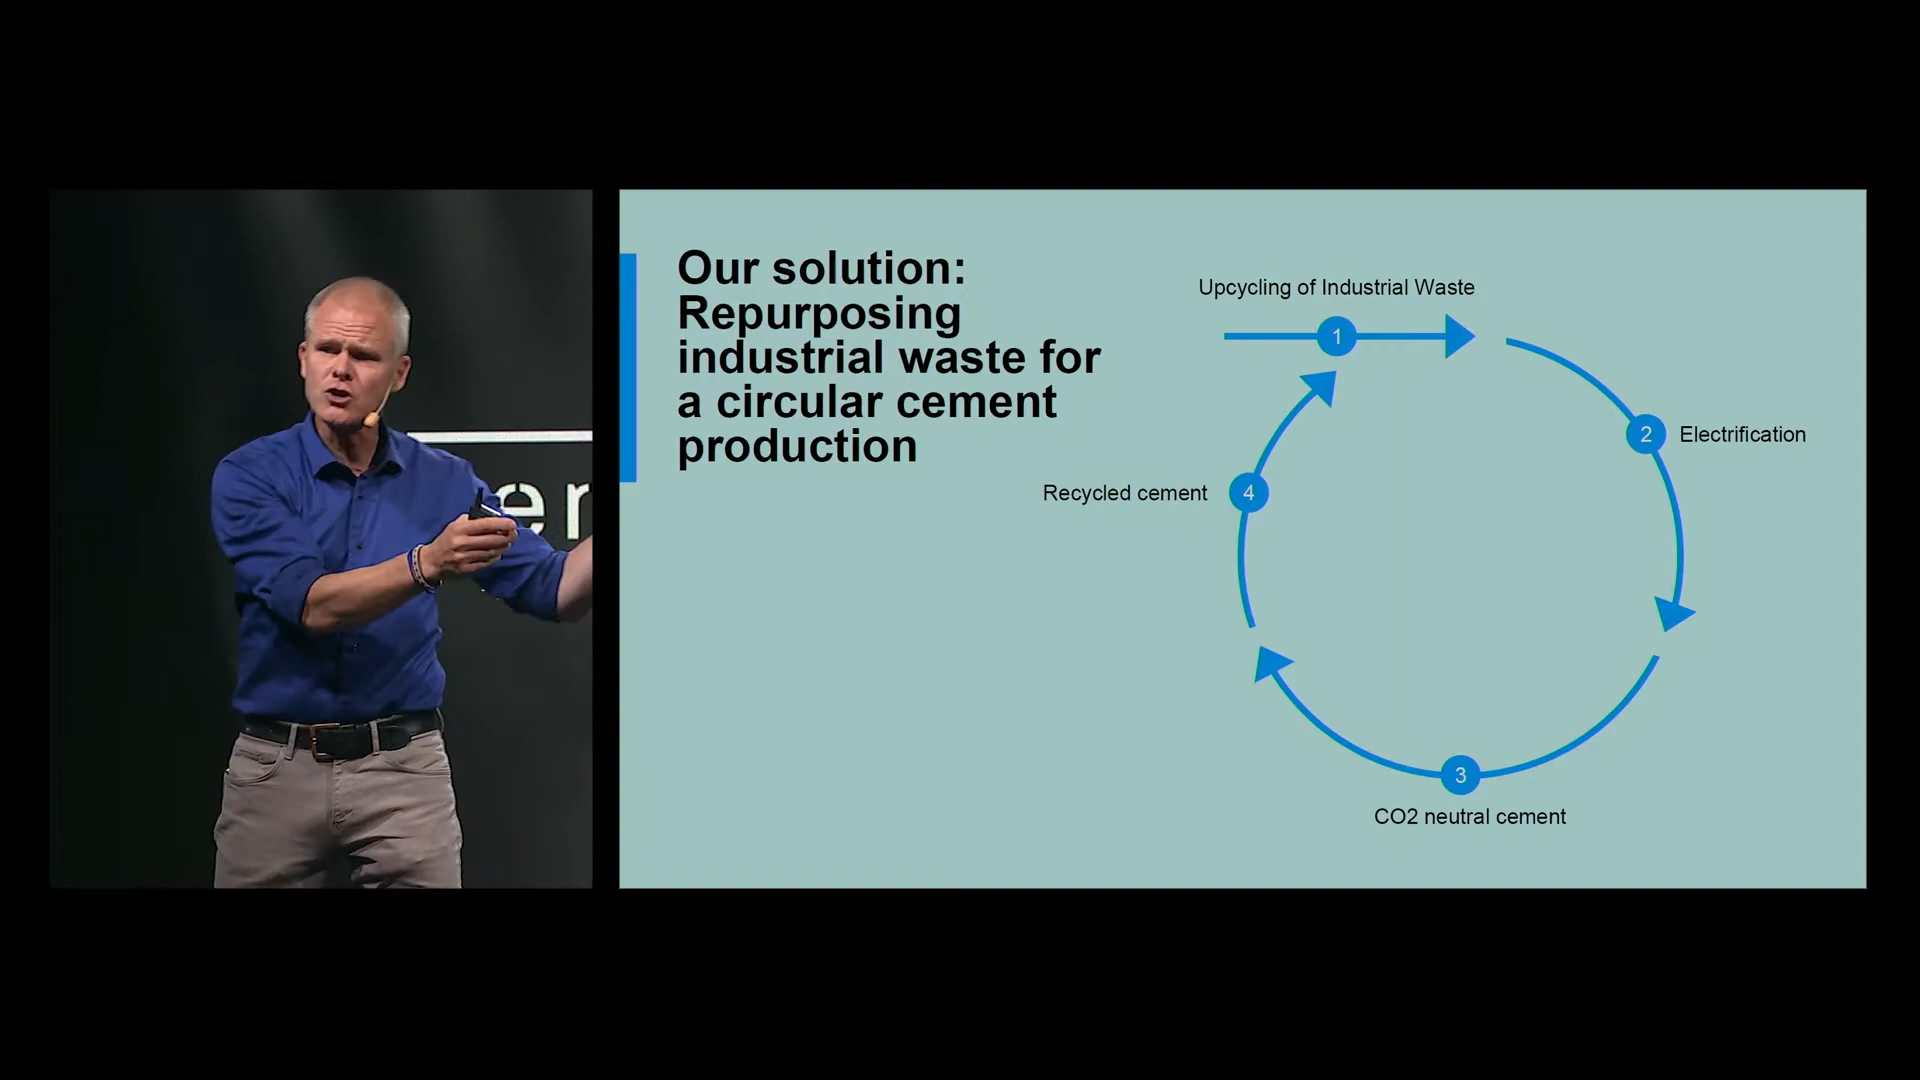 Our solution:
Repurposing
industrial waste for
a circular cement
production
Upcycling of Industrial Waste
1
2 Electrification
Recycled cement 4
3
CO2 neutral cement
er